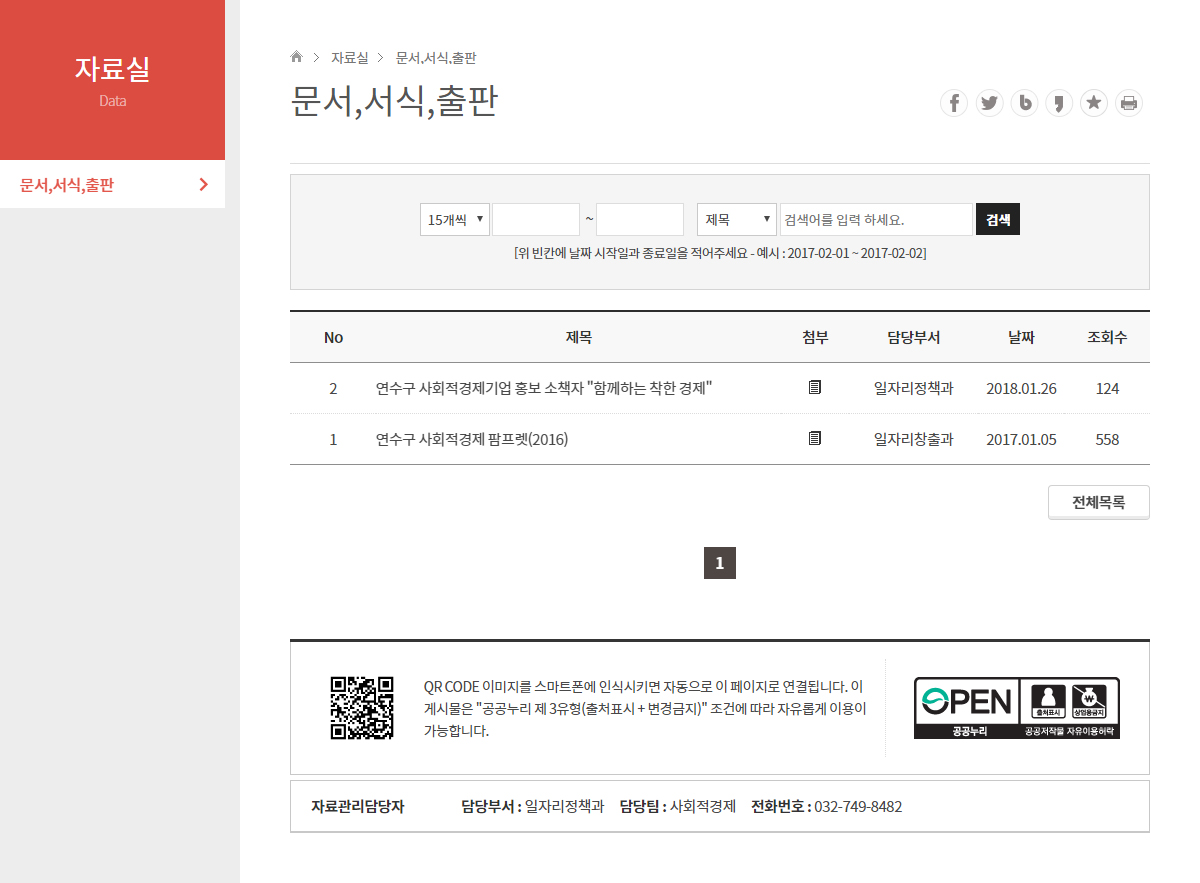 자료실
Data
문서,서식,출판
자료실 문서,서식,출판
문서,서식,출판
15개씩 ~ 제목 검색어를 입력 하세요. 검색
[위 빈칸에 날짜 시작일과 종료일을 적어주세요 - 예시 : 2017-02-01 ~ 2017-02-02]
No 제목 첨부 담당부서 날짜 조회수
2 연수구 사회적경제기업 홍보 소책자 "함께하는 착한 경제" 일자리정책과 2018.01.26 124
1 연수구 사회적경제 팜프렛(2016) 일자리창출과 2017.01.05 558
전체목록
1
QR CODE 이미지를 스마트폰에 인식시키면 자동으로 이 페이지로 연결됩니다. 이
게시물은 "공공누리 제 3유형(출처표시 + 변경금지)" 조건에 따라 자유롭게 이용이
가능합니다.
OPEN 출처표시 상업용금지
공공누리 공공저작물 자유이용허락
자료관리담당자 담당부서 : 일자리정책과 담당팀 : 사회적경제 전화번호 : 032-749-8482